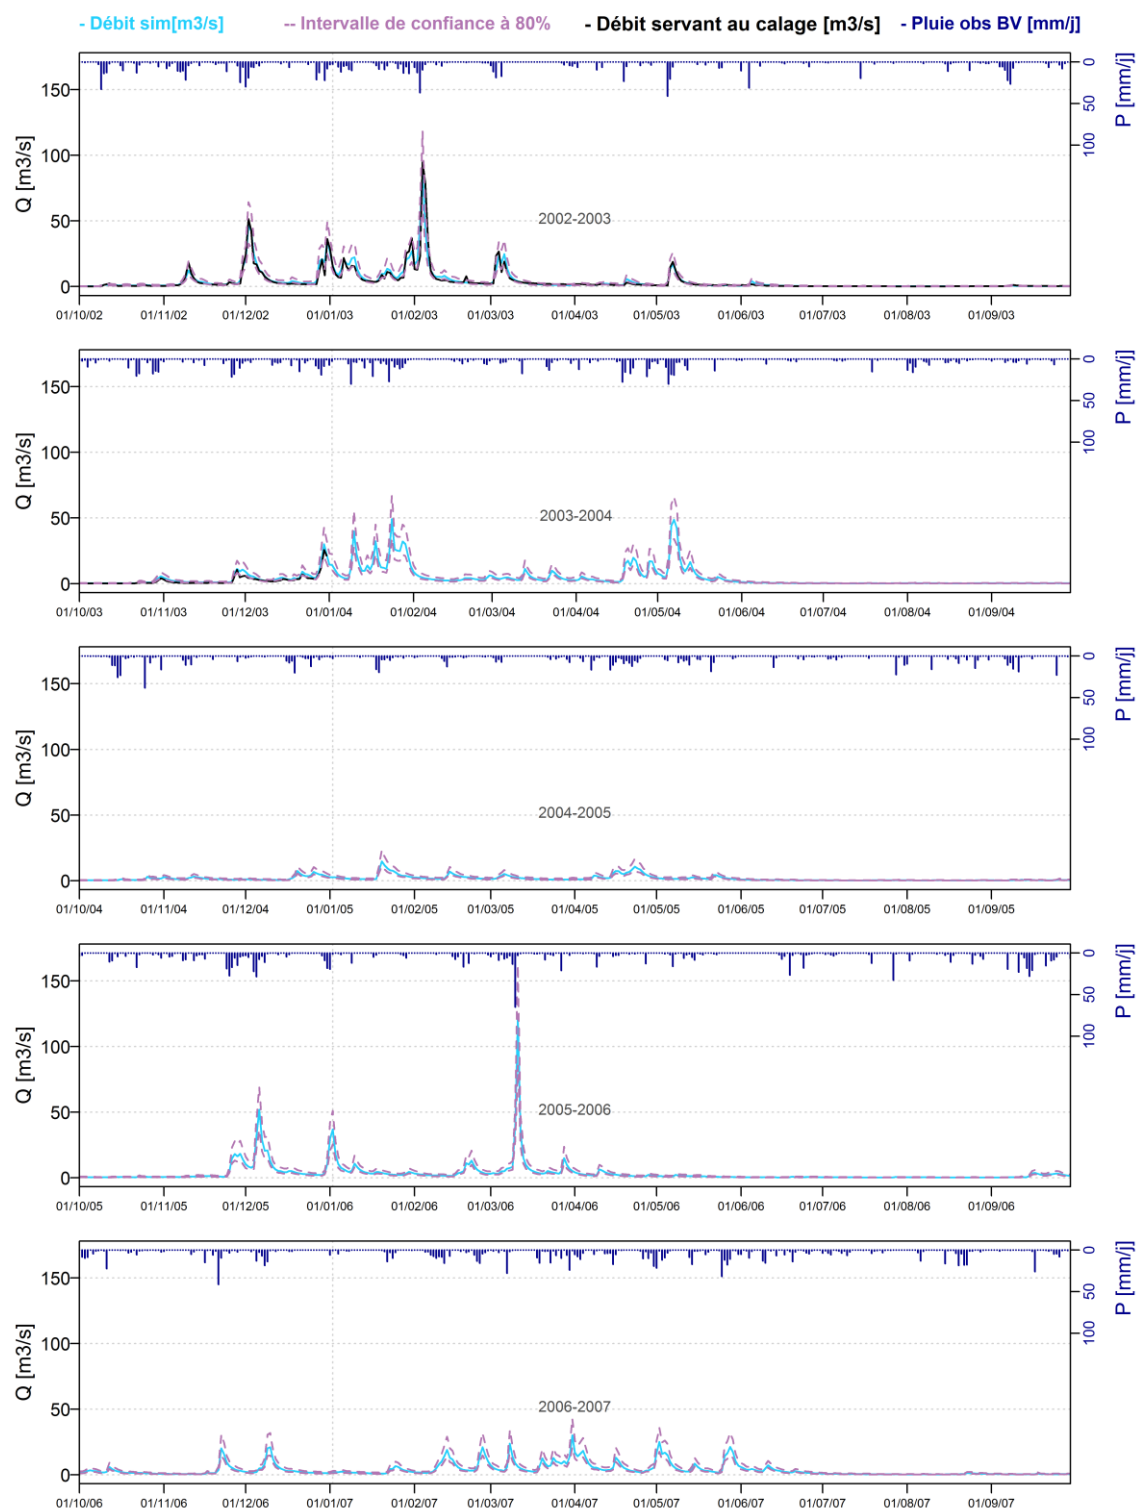 - Débit sim[m3/s] -- Intervalle de confiance à 80% - Débit servant au calage [m3/s] - Pluie obs BV [mm/j]
Q [m3/s]
150
100
50
0
0
50
100
P [mm/j]
2002-2003
01/10/02 01/11/02 01/12/02 01/01/03 01/02/03 01/03/03 01/04/03 01/05/03 01/06/03 01/07/03 01/08/03 01/09/03
Q [m3/s]
150
100
50
0
0
50
100
P [mm/j]
2003-2004
01/10/03 01/11/03 01/12/03 01/01/04 01/02/04 01/03/04 01/04/04 01/05/04 01/06/04 01/07/04 01/08/04 01/09/04
Q [m3/s]
150
100
50
0
0
50
100
P [mm/j]
2004-2005
01/10/04 01/11/04 01/12/04 01/01/05 01/02/05 01/03/05 01/04/05 01/05/05 01/06/05 01/07/05 01/08/05 01/09/05
Q [m3/s]
150
100
50
0
0
50
100
P [mm/j]
2005-2006
01/10/05 01/11/05 01/12/05 01/01/06 01/02/06 01/03/06 01/04/06 01/05/06 01/06/06 01/07/06 01/08/06 01/09/06
Q [m3/s]
150
100
50
0
0
50
100
P [mm/j]
2006-2007
01/10/06 01/11/06 01/12/06 01/01/07 01/02/07 01/03/07 01/04/07 01/05/07 01/06/07 01/07/07 01/08/07 01/09/07